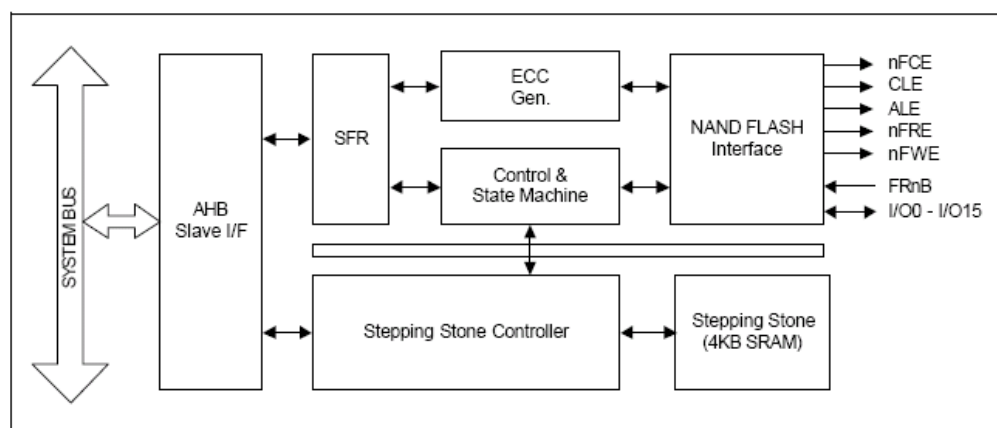 SYSTEM BUS
AHB
Slave I/F
SFR
ECC
Gen.
Control &
State Machine
NAND FLASH
Interface
nFCE
CLE
ALE
nFRE
nFWE
FRnB
I/O0 - I/O15
Stepping Stone Controller
Stepping Stone
(4KB SRAM)